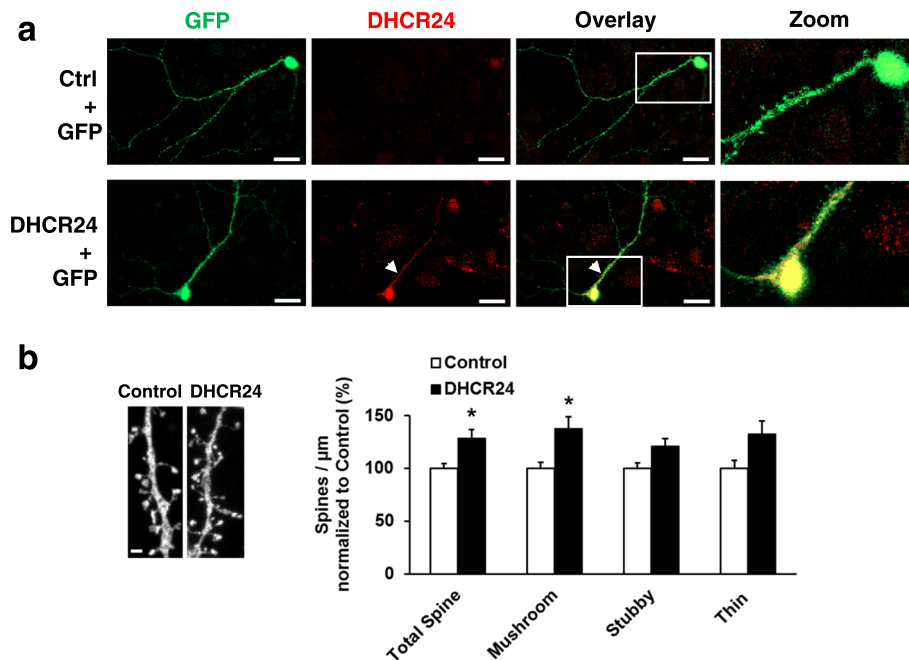 a
GFP
DHCR24
Overlay
Zoom
Ctrl
+
GFP
DHCR24
+
GFP
b
Control
DHCR24
Control
DHCR24
Spines / µm
normalized to Control (%)
150
100
50
0
*
*
Total Spine
Mushroom
Stubby
Thin